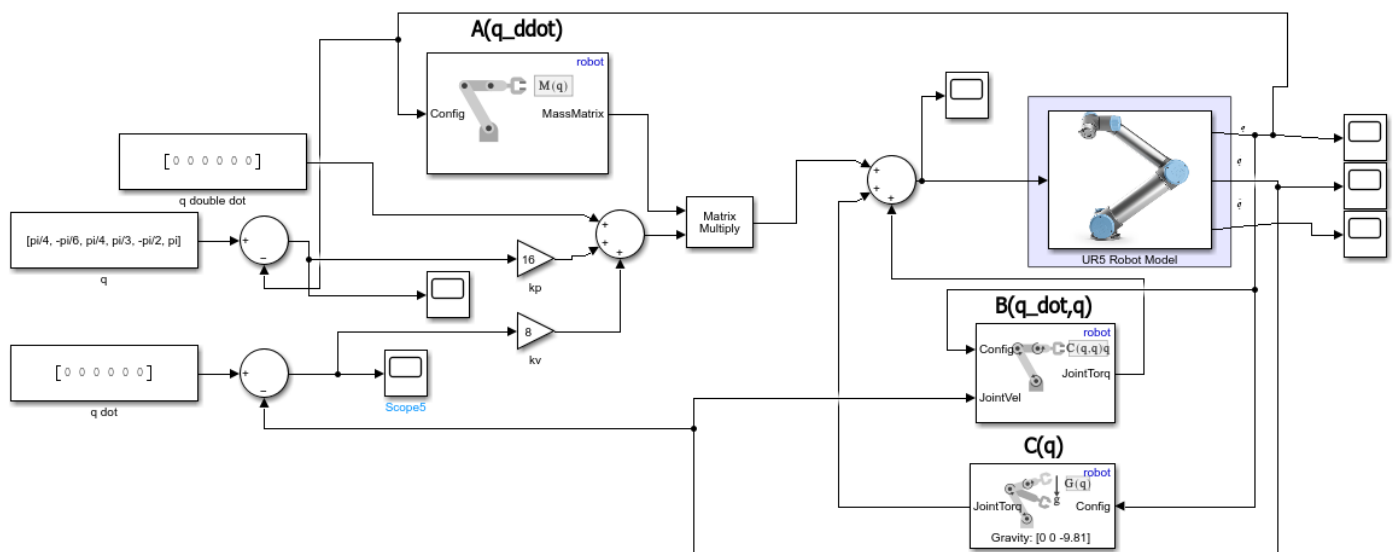 A(q_ddot)
robot
M(q)
Config
MassMatrix
[0 0 0 0 0 0]
q double dot
[pi/4, -pi/6, pi/4, pi/3, -pi/2, pi]
q
+
−
+
+
+
16
kp
8
kv
Matrix
Multiply
+
+
+
q
q
q
UR5 Robot Model
[0 0 0 0 0 0]
q dot
+
−
Scope5
B(q_dot,q)
robot
Config
C(q,q)q
JointTorq
JointVel
C(q)
robot
G(q)
g
JointTorq
Config
Gravity: [0 0 -9.81]